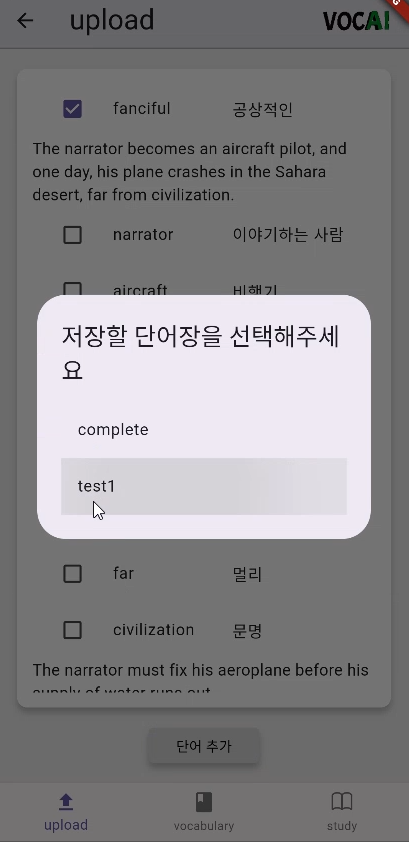 upload
VOCAI
G
fanciful 공상적인
The narrator becomes an aircraft pilot, and
one day, his plane crashes in the Sahara
desert, far from civilization.
narrator 이야기하는 사람
aircraft 비행기
저장할 단어장을 선택해주세
요
complete
test1
far 멀리
civilization 문명
The narrator must fix his aeroplane before his
supply of water runs out.
단어 추가
upload
vocabulary
study